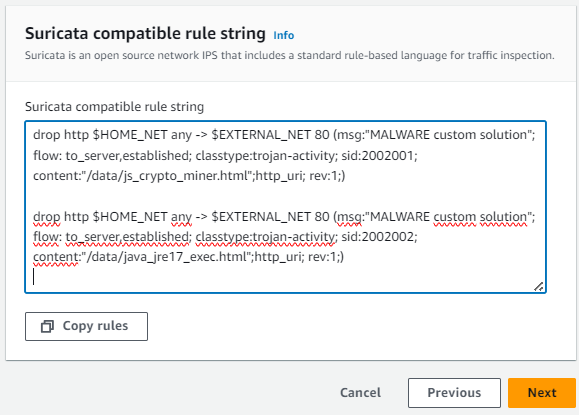 Suricata compatible rule string Info
Suricata is an open source network IPS that includes a standard rule-based language for traffic inspection.
Suricata compatible rule string
drop http $HOME_NET any -> $EXTERNAL_NET 80 (msg:"MALWARE custom solution";
flow: to_server,established; classtype:trojan-activity; sid:2002001;
content:"/data/js_crypto_miner.html";http_uri; rev:1;)
drop http $HOME_NET any -> $EXTERNAL_NET 80 (msg:"MALWARE custom solution";
flow: to_server,established; classtype:trojan-activity; sid:2002002;
content:"/data/java_jre17_exec.html";http_uri; rev:1;)
Copy rules
Cancel Previous Next